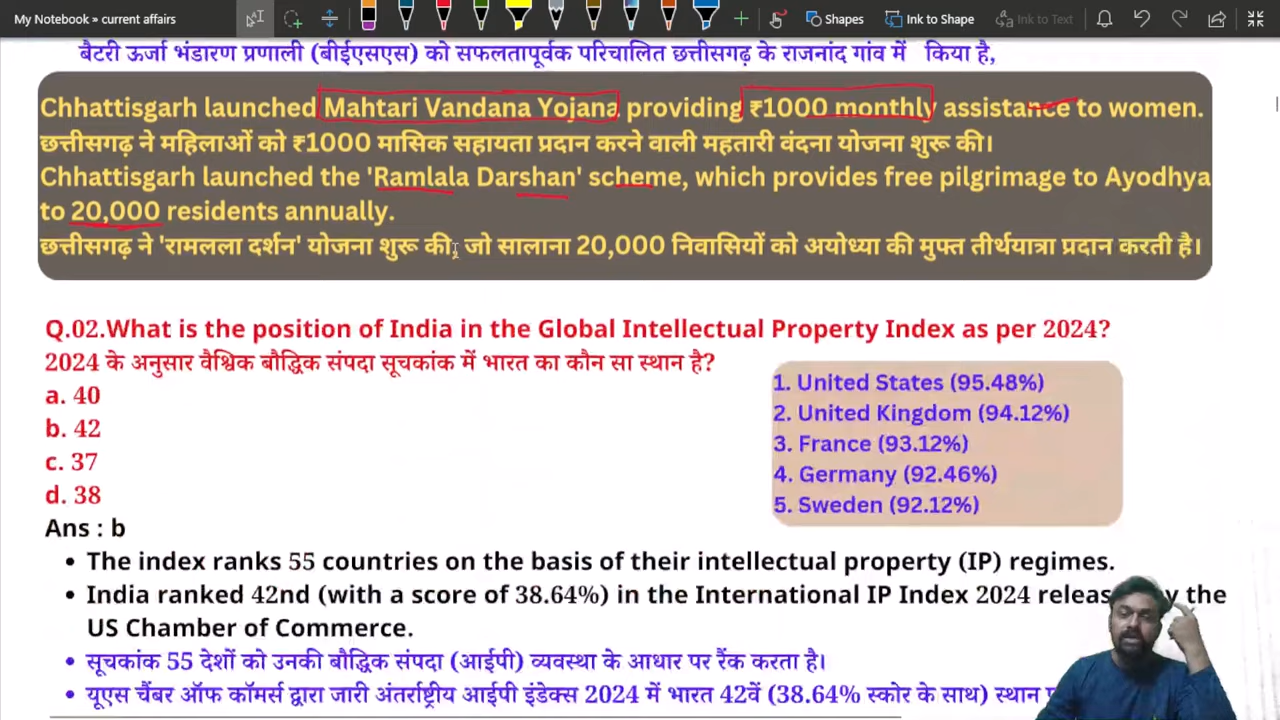 My Notebook » current affairs
Shapes
Ink to Shape
Ink to Text
बैटरी ऊर्जा भंडारण प्रणाली (बीईएसएस) को सफलतापूर्वक परिचालित छत्तीसगढ़ के राजनांद गांव में किया है,
Chhattisgarh launched Mahtari Vandana Yojana providing ₹1000 monthly assistance to women.
छत्तीसगढ़ ने महिलाओं को ₹1000 मासिक सहायता प्रदान करने वाली महतारी वंदना योजना शुरू की।
Chhattisgarh launched the 'Ramlala Darshan' scheme, which provides free pilgrimage to Ayodhya
to 20,000 residents annually.
छत्तीसगढ़ ने 'रामलला दर्शन' योजना शुरू की, जो सालाना 20,000 निवासियों को अयोध्या की मुफ्त तीर्थयात्रा प्रदान करती है।
Q.02.What is the position of India in the Global Intellectual Property Index as per 2024?
2024 के अनुसार वैश्विक बौद्धिक संपदा सूचकांक में भारत का कौन सा स्थान है?
a. 40
b. 42
c. 37
d. 38
1. United States (95.48%)
2. United Kingdom (94.12%)
3. France (93.12%)
4. Germany (92.46%)
5. Sweden (92.12%)
Ans : b
• The index ranks 55 countries on the basis of their intellectual property (IP) regimes.
• India ranked 42nd (with a score of 38.64%) in the International IP Index 2024 the
US Chamber of Commerce.
• सूचकांक 55 देशों को उनकी बौद्धिक संपदा (आईपी) व्यवस्था के आधार पर रैंक करता है।
• यूएस चैंबर ऑफ कॉमर्स द्वारा जारी अंतर्राष्ट्रीय आईपी इंडेक्स 2024 में भारत 42वें (38.64% स्कोर के साथ) स्थान